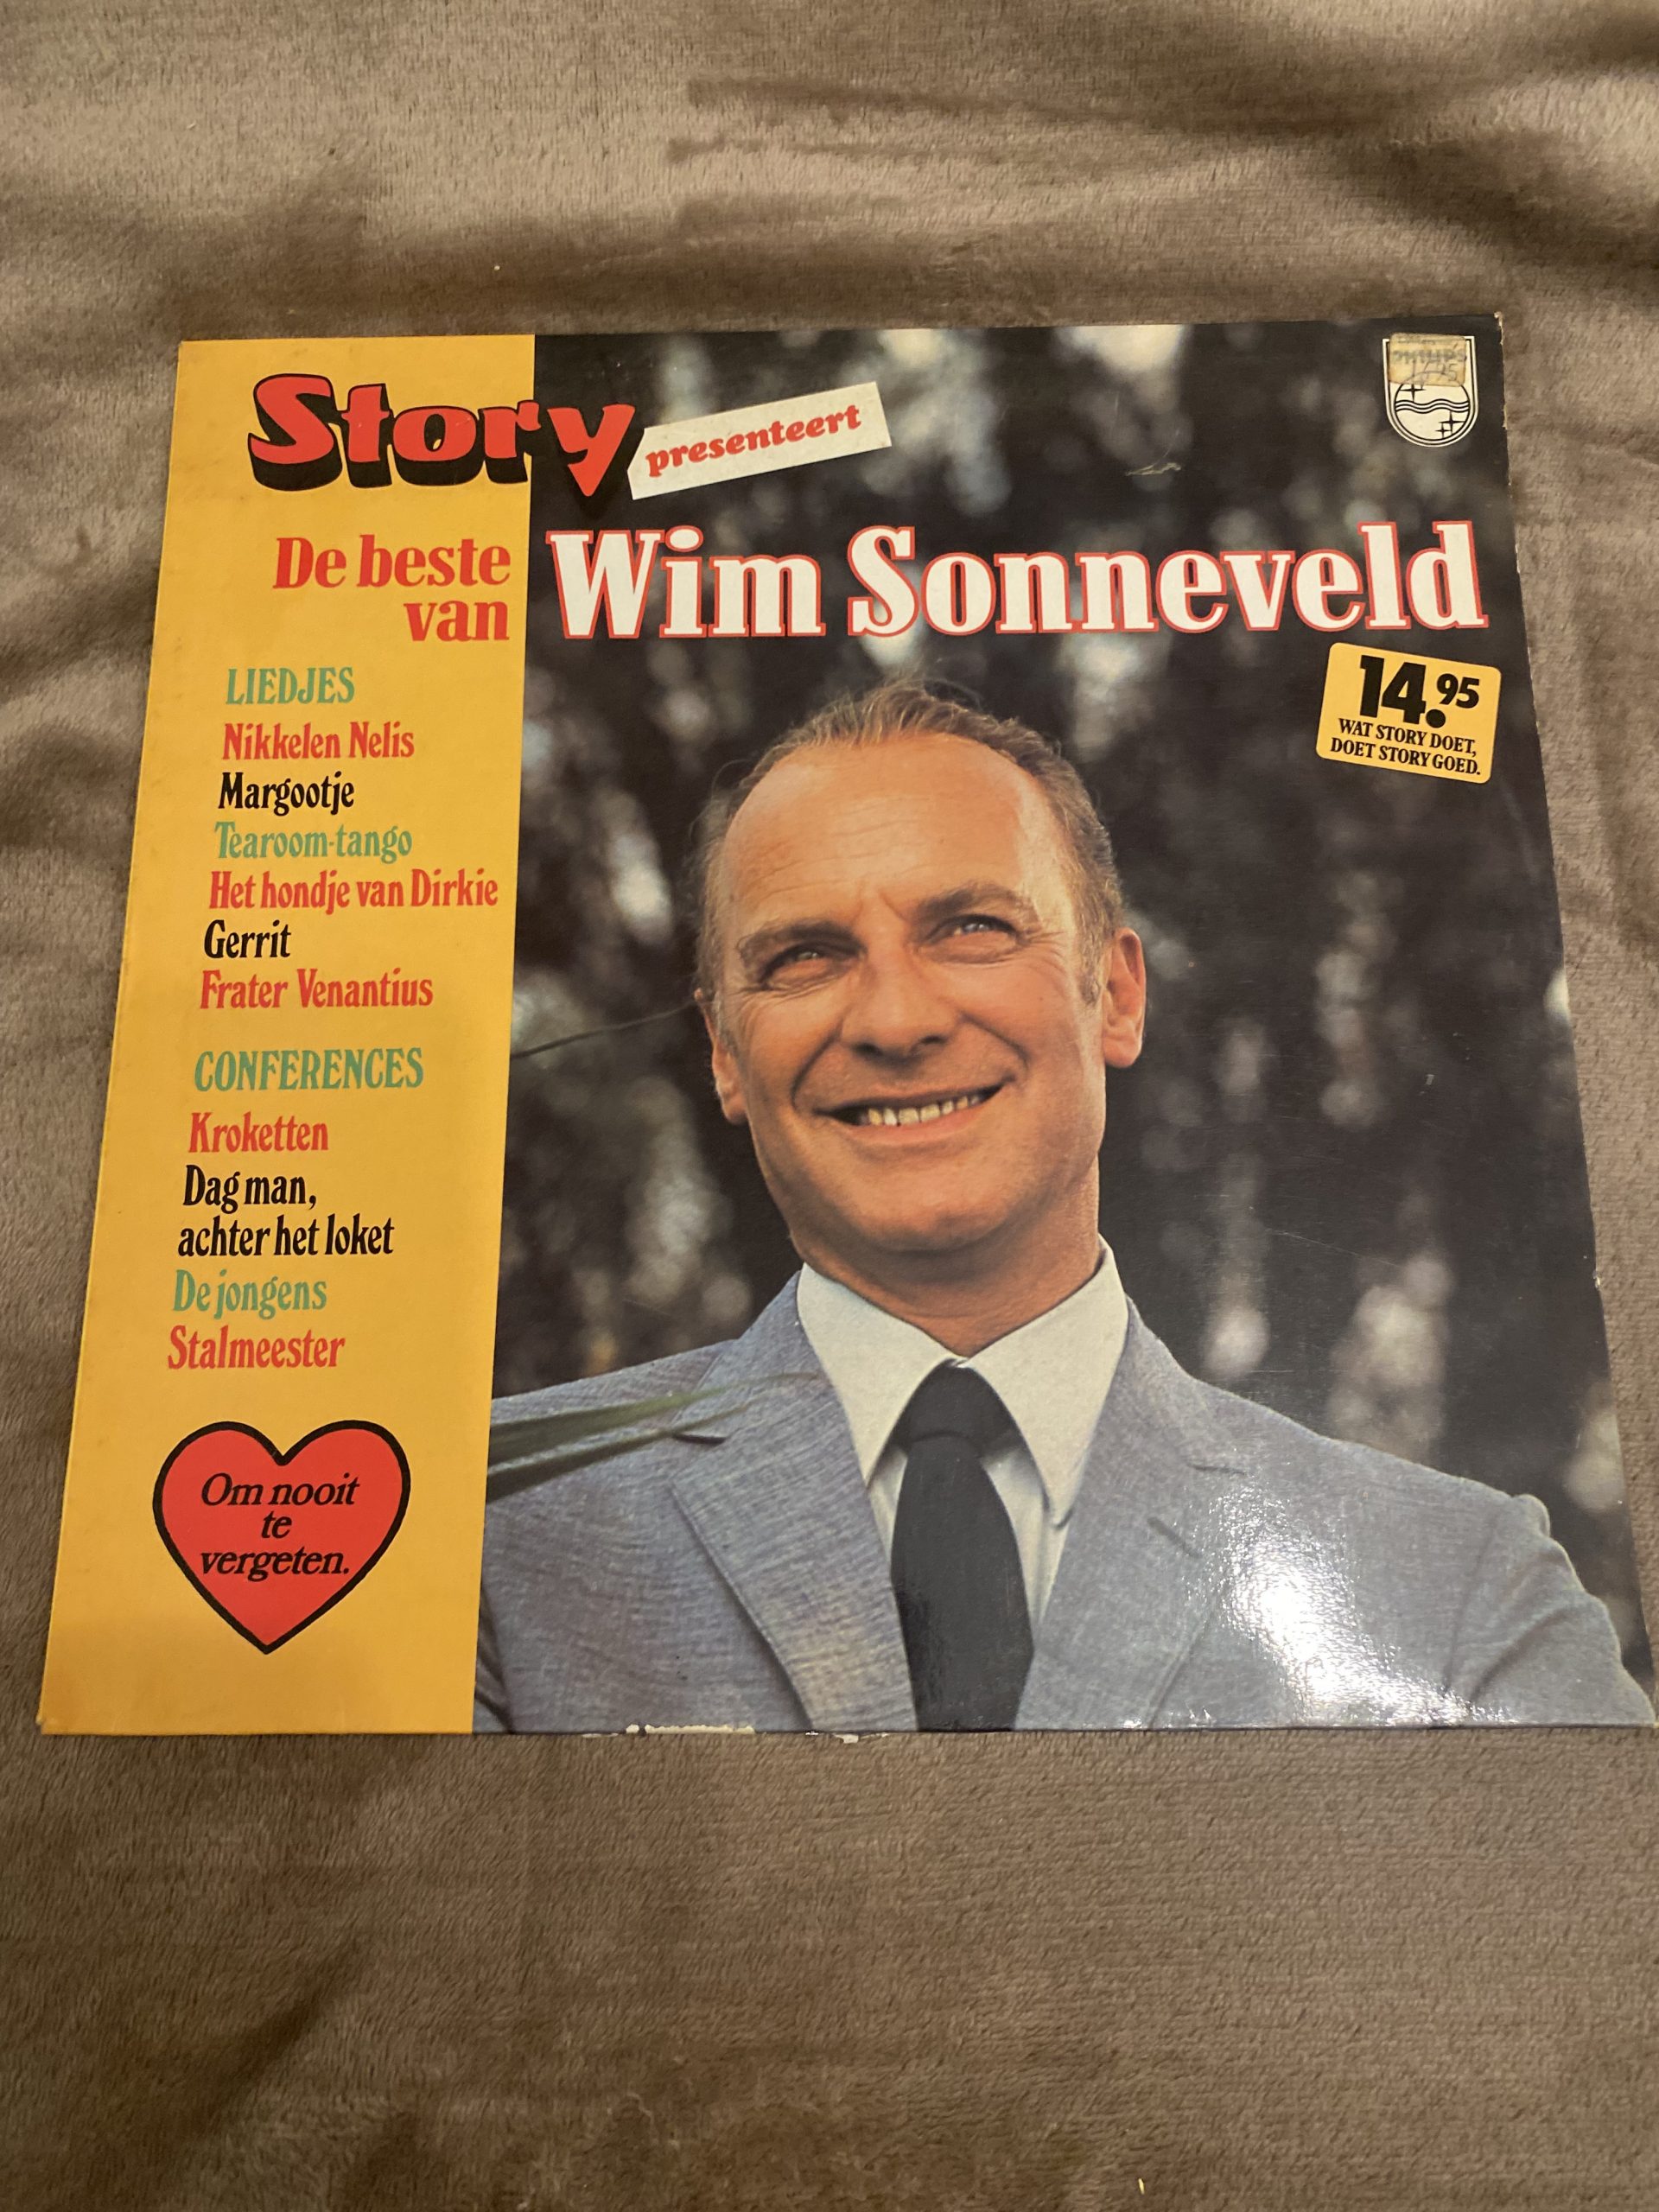 Story presenteert
De beste
van
Wim Sonneveld
14.95
WAT STORY DOET,
DOET STORY GOED.
LIEDJES
Nikkelen Nelis
Margootje
Tearoom-tango
Het hondje van Dirkie
Gerrit
Frater Venantius
CONFERENCES
Kroketten
Dag man,
achter het loket
De jongens
Stalmeester
Om nooit
te
vergeten.
PHILIPS